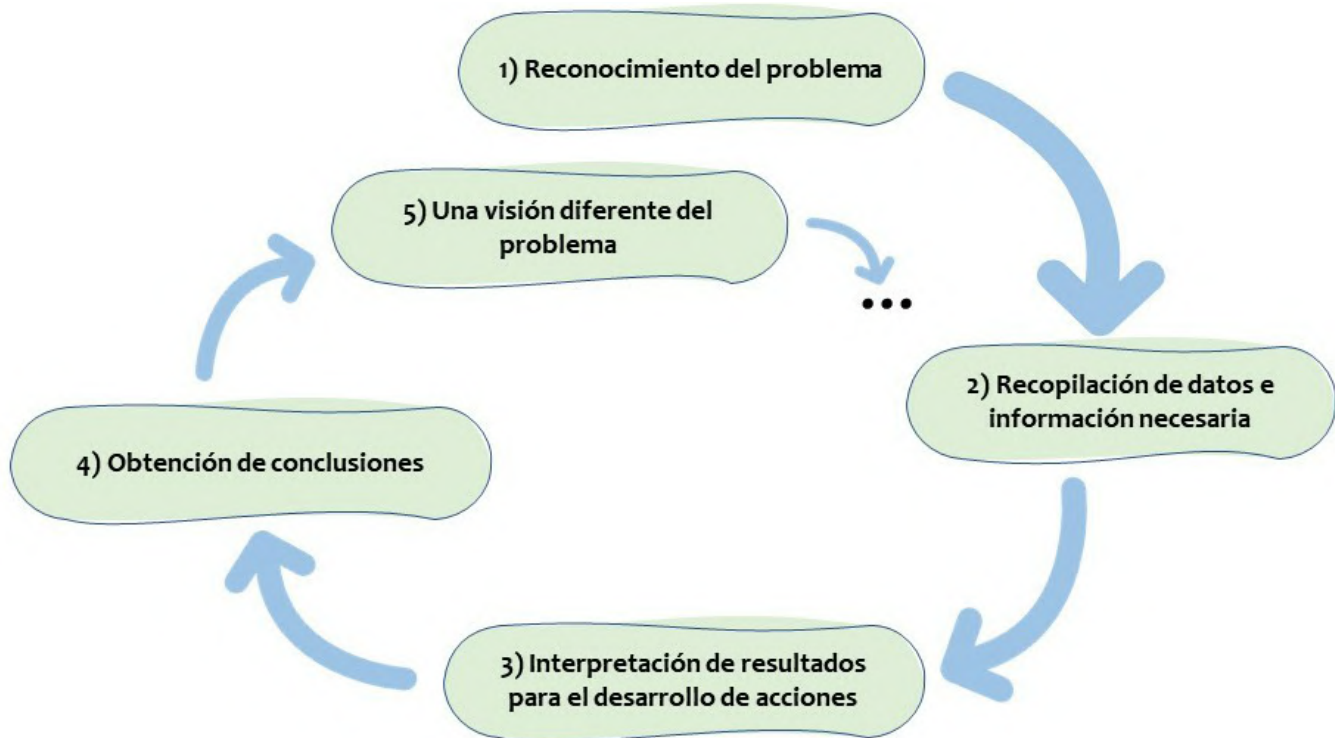 1) Reconocimiento del problema
2) Recopilación de datos e
información necesaria
3) Interpretación de resultados
para el desarrollo de acciones
4) Obtención de conclusiones
5) Una visión diferente del
problema
...